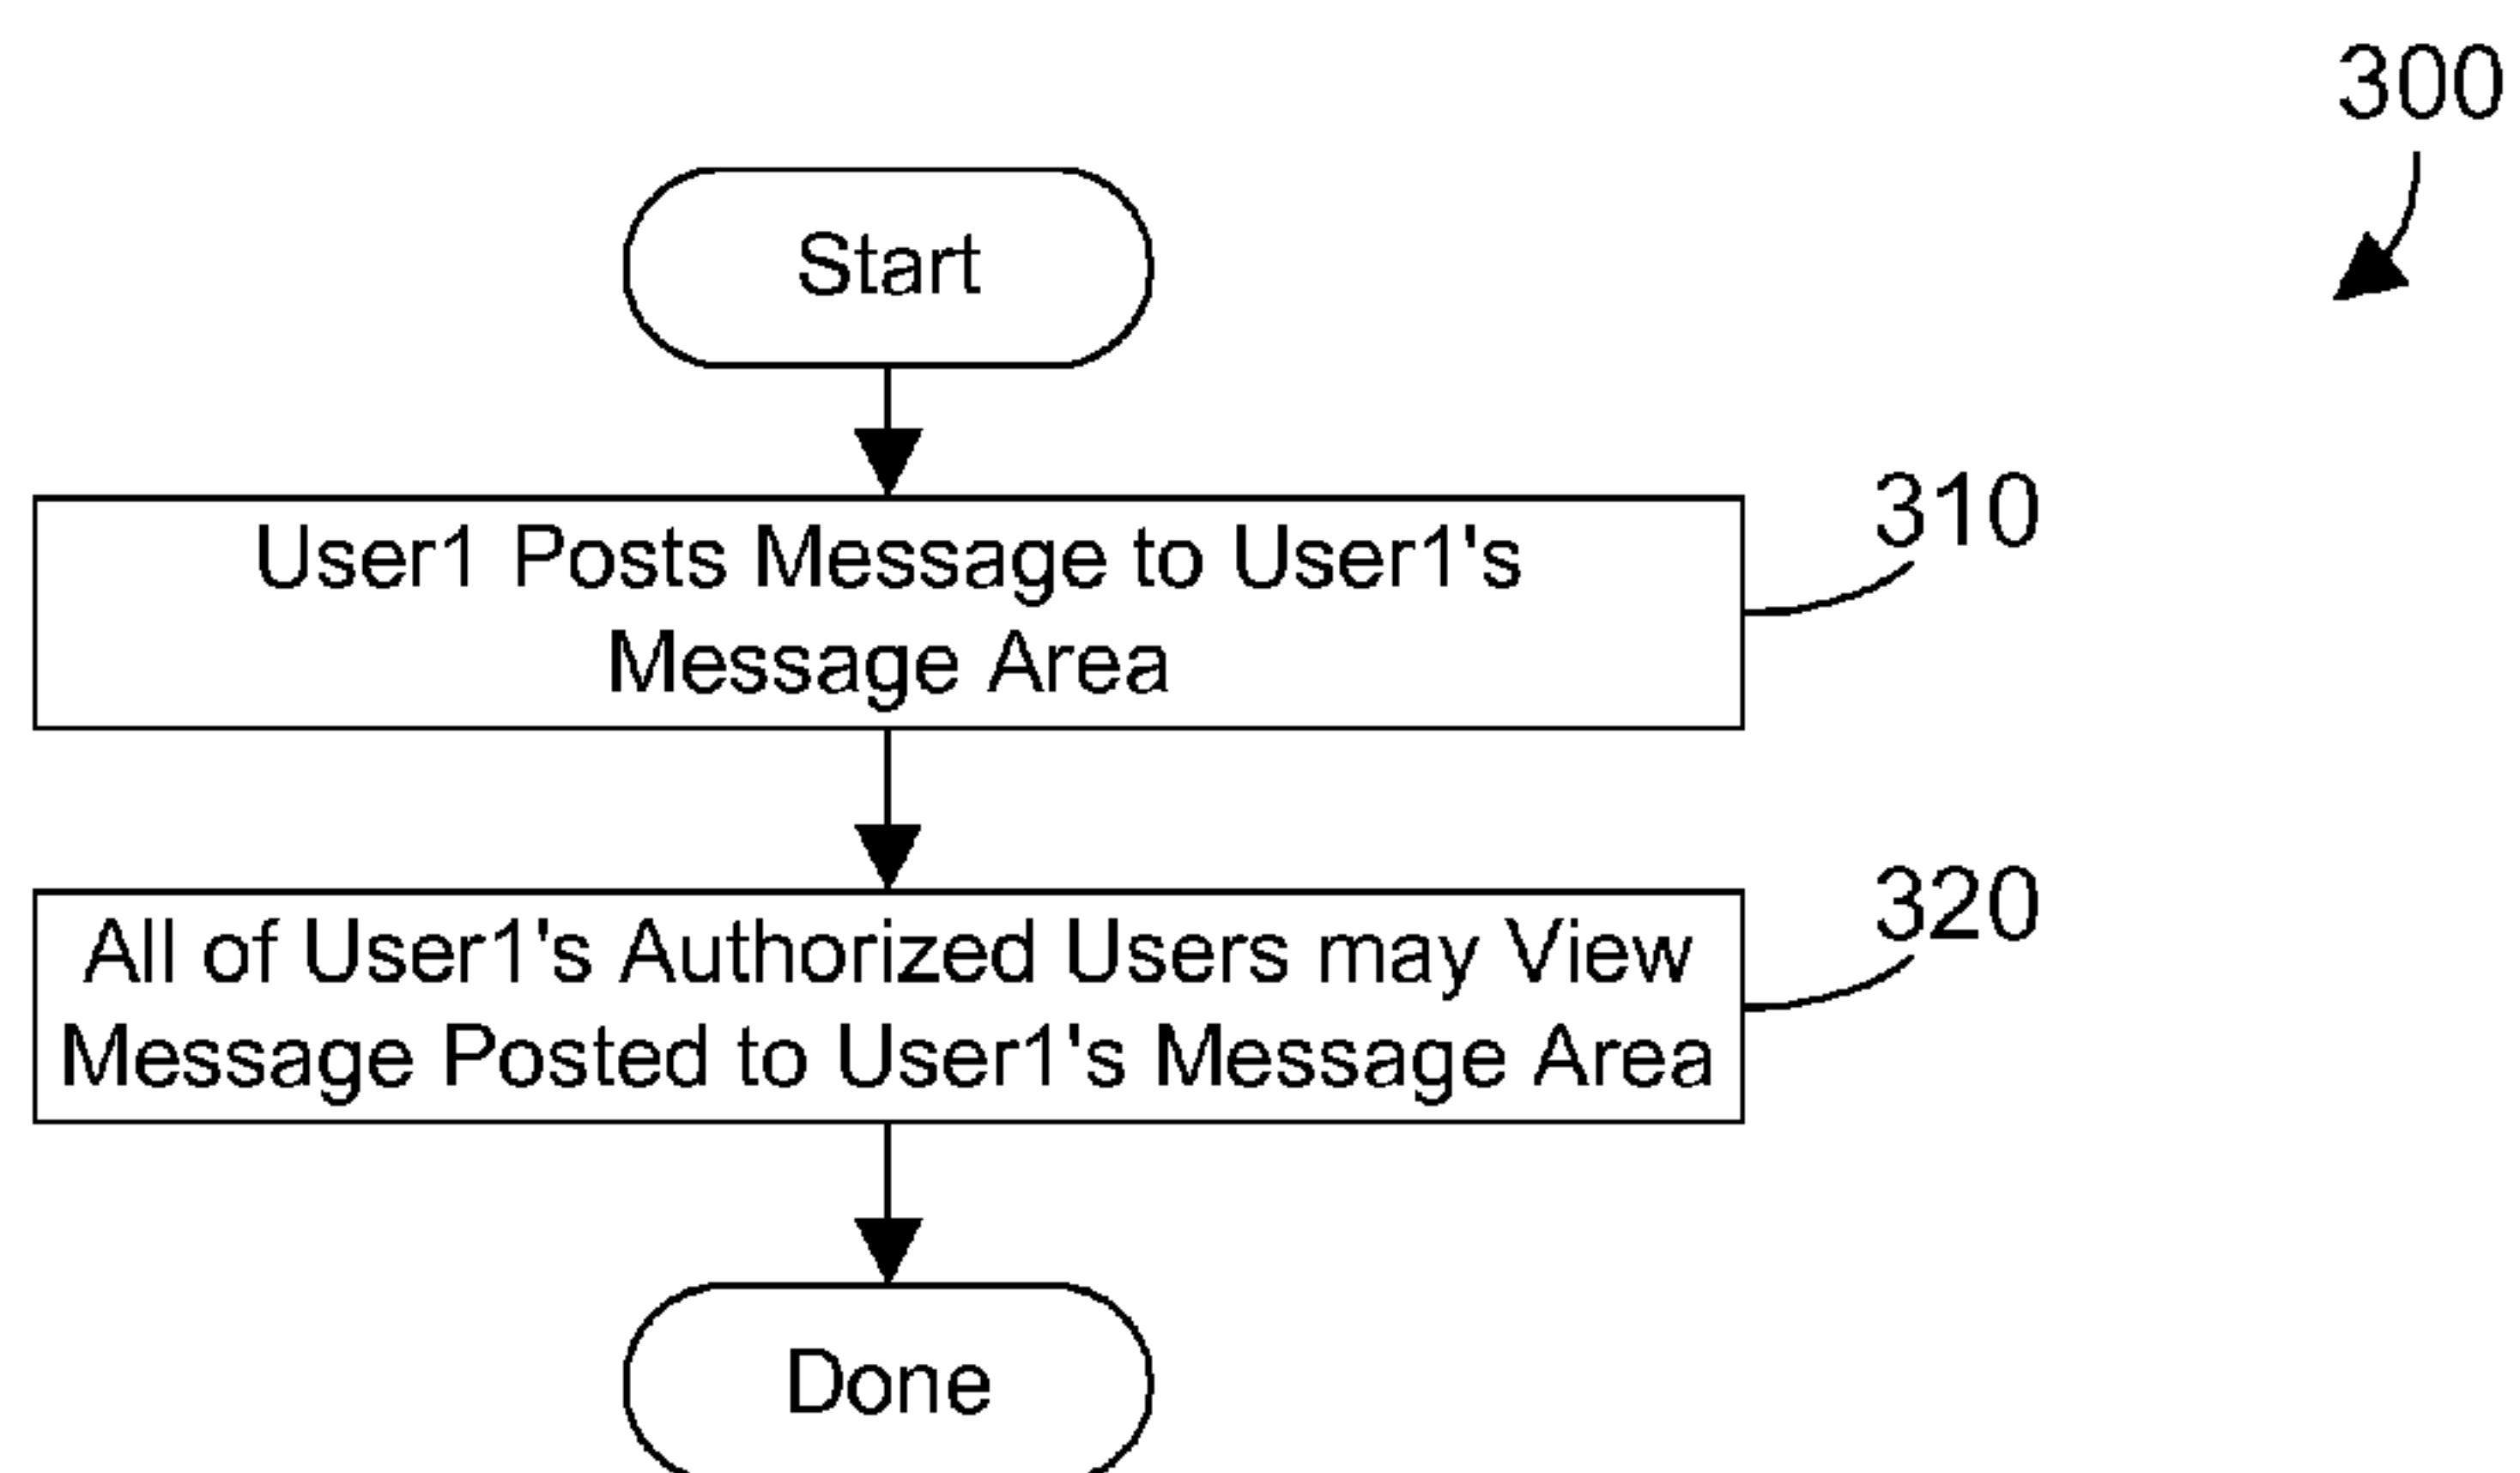 300
Start
User1 Posts Message to User1's
Message Area
310
All of User1's Authorized Users may View
Message Posted to User1's Message Area
320
Done